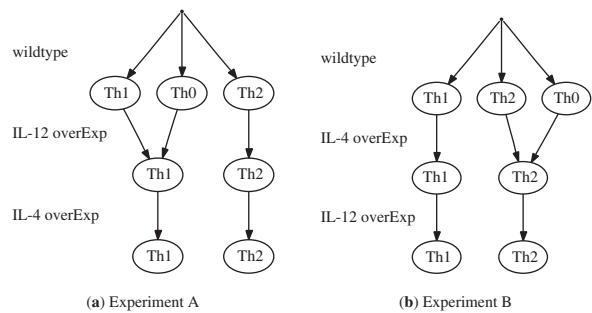 wildtype
Th1 Th0 Th2
IL-12 overExp
Th1 Th2
IL-4 overExp
Th1 Th2
(a) Experiment A
wildtype
Th1 Th2 Th0
IL-4 overExp
Th1 Th2
IL-12 overExp
Th1 Th2
(b) Experiment B